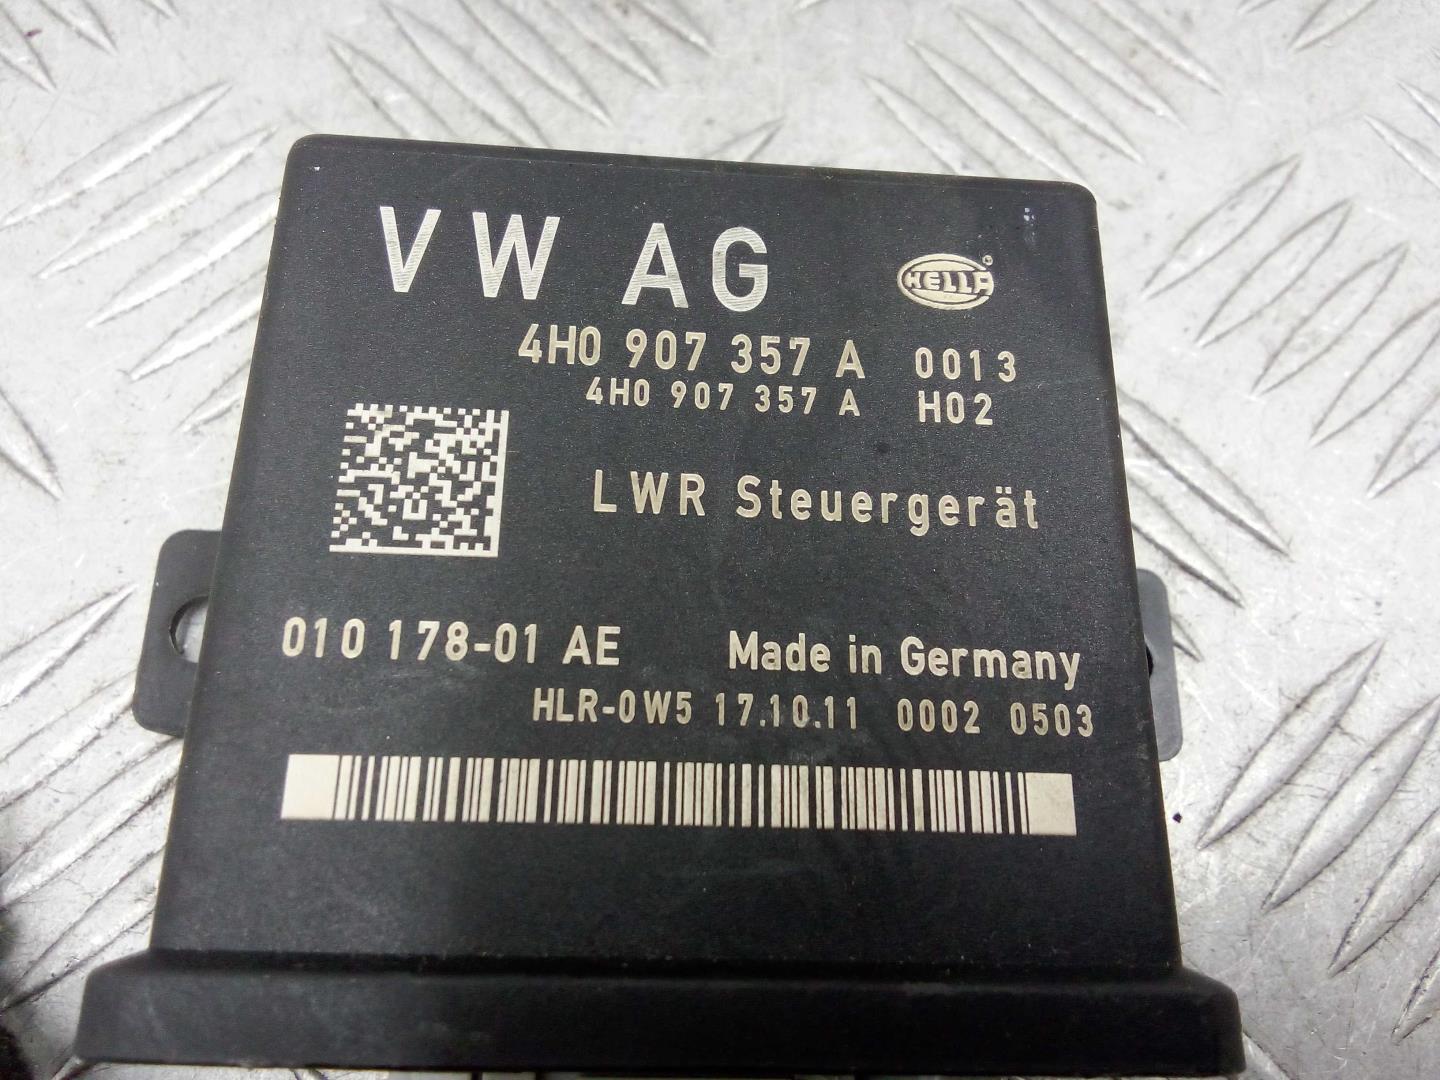 VW AG
HELLA®
4H0 907 357 A 0013
4H0 907 357 A H02
LWR Steuergerät
010 178-01 AE Made in Germany
HLR-0W5 17.10.11 0002 0503